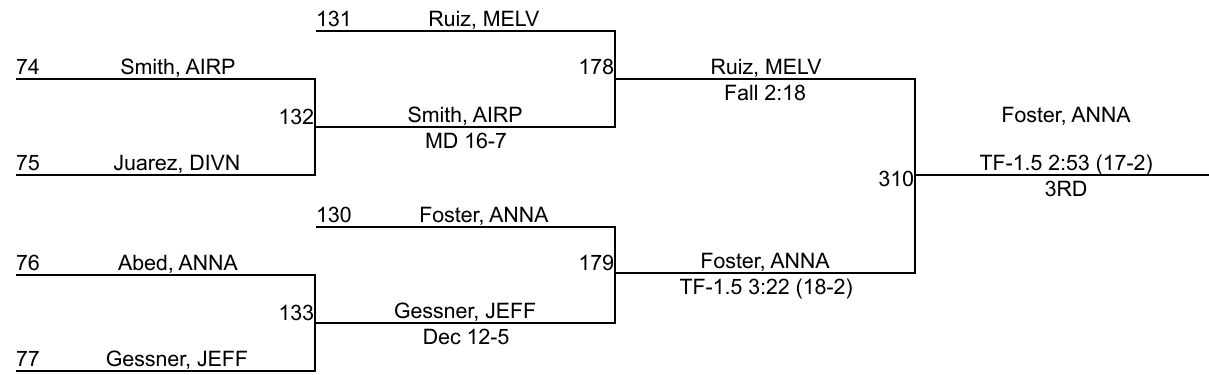 131 Ruiz, MELV
74 Smith, AIRP
178 Ruiz, MELV
Fall 2:18
132 Smith, AIRP
MD 16-7
Foster, ANNA
75 Juarez, DIVN
TF-1.5 2:53 (17-2)
310
3RD
130 Foster, ANNA
76 Abed, ANNA
179 Foster, ANNA
TF-1.5 3:22 (18-2)
133 Gessner, JEFF
Dec 12-5
77 Gessner, JEFF